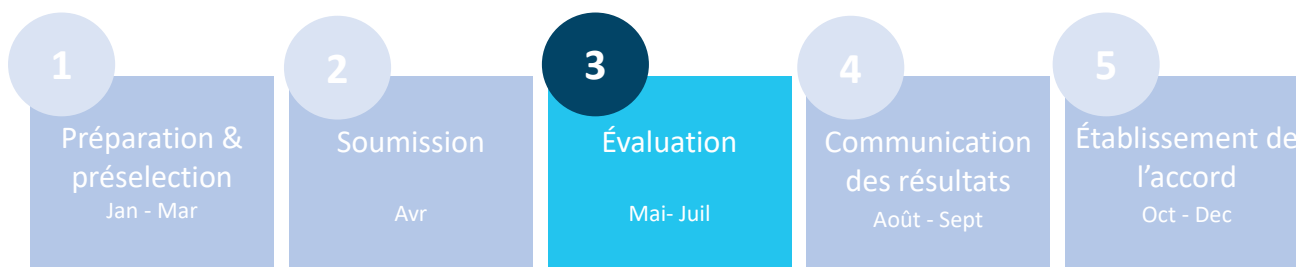 1
Préparation &
préselection
Jan - Mar
2
Soumission
Avr
3
Évaluation
Mai- Juil
4
Communication
des résultats
Août - Sept
5
Établissement de
l’accord
Oct - Dec